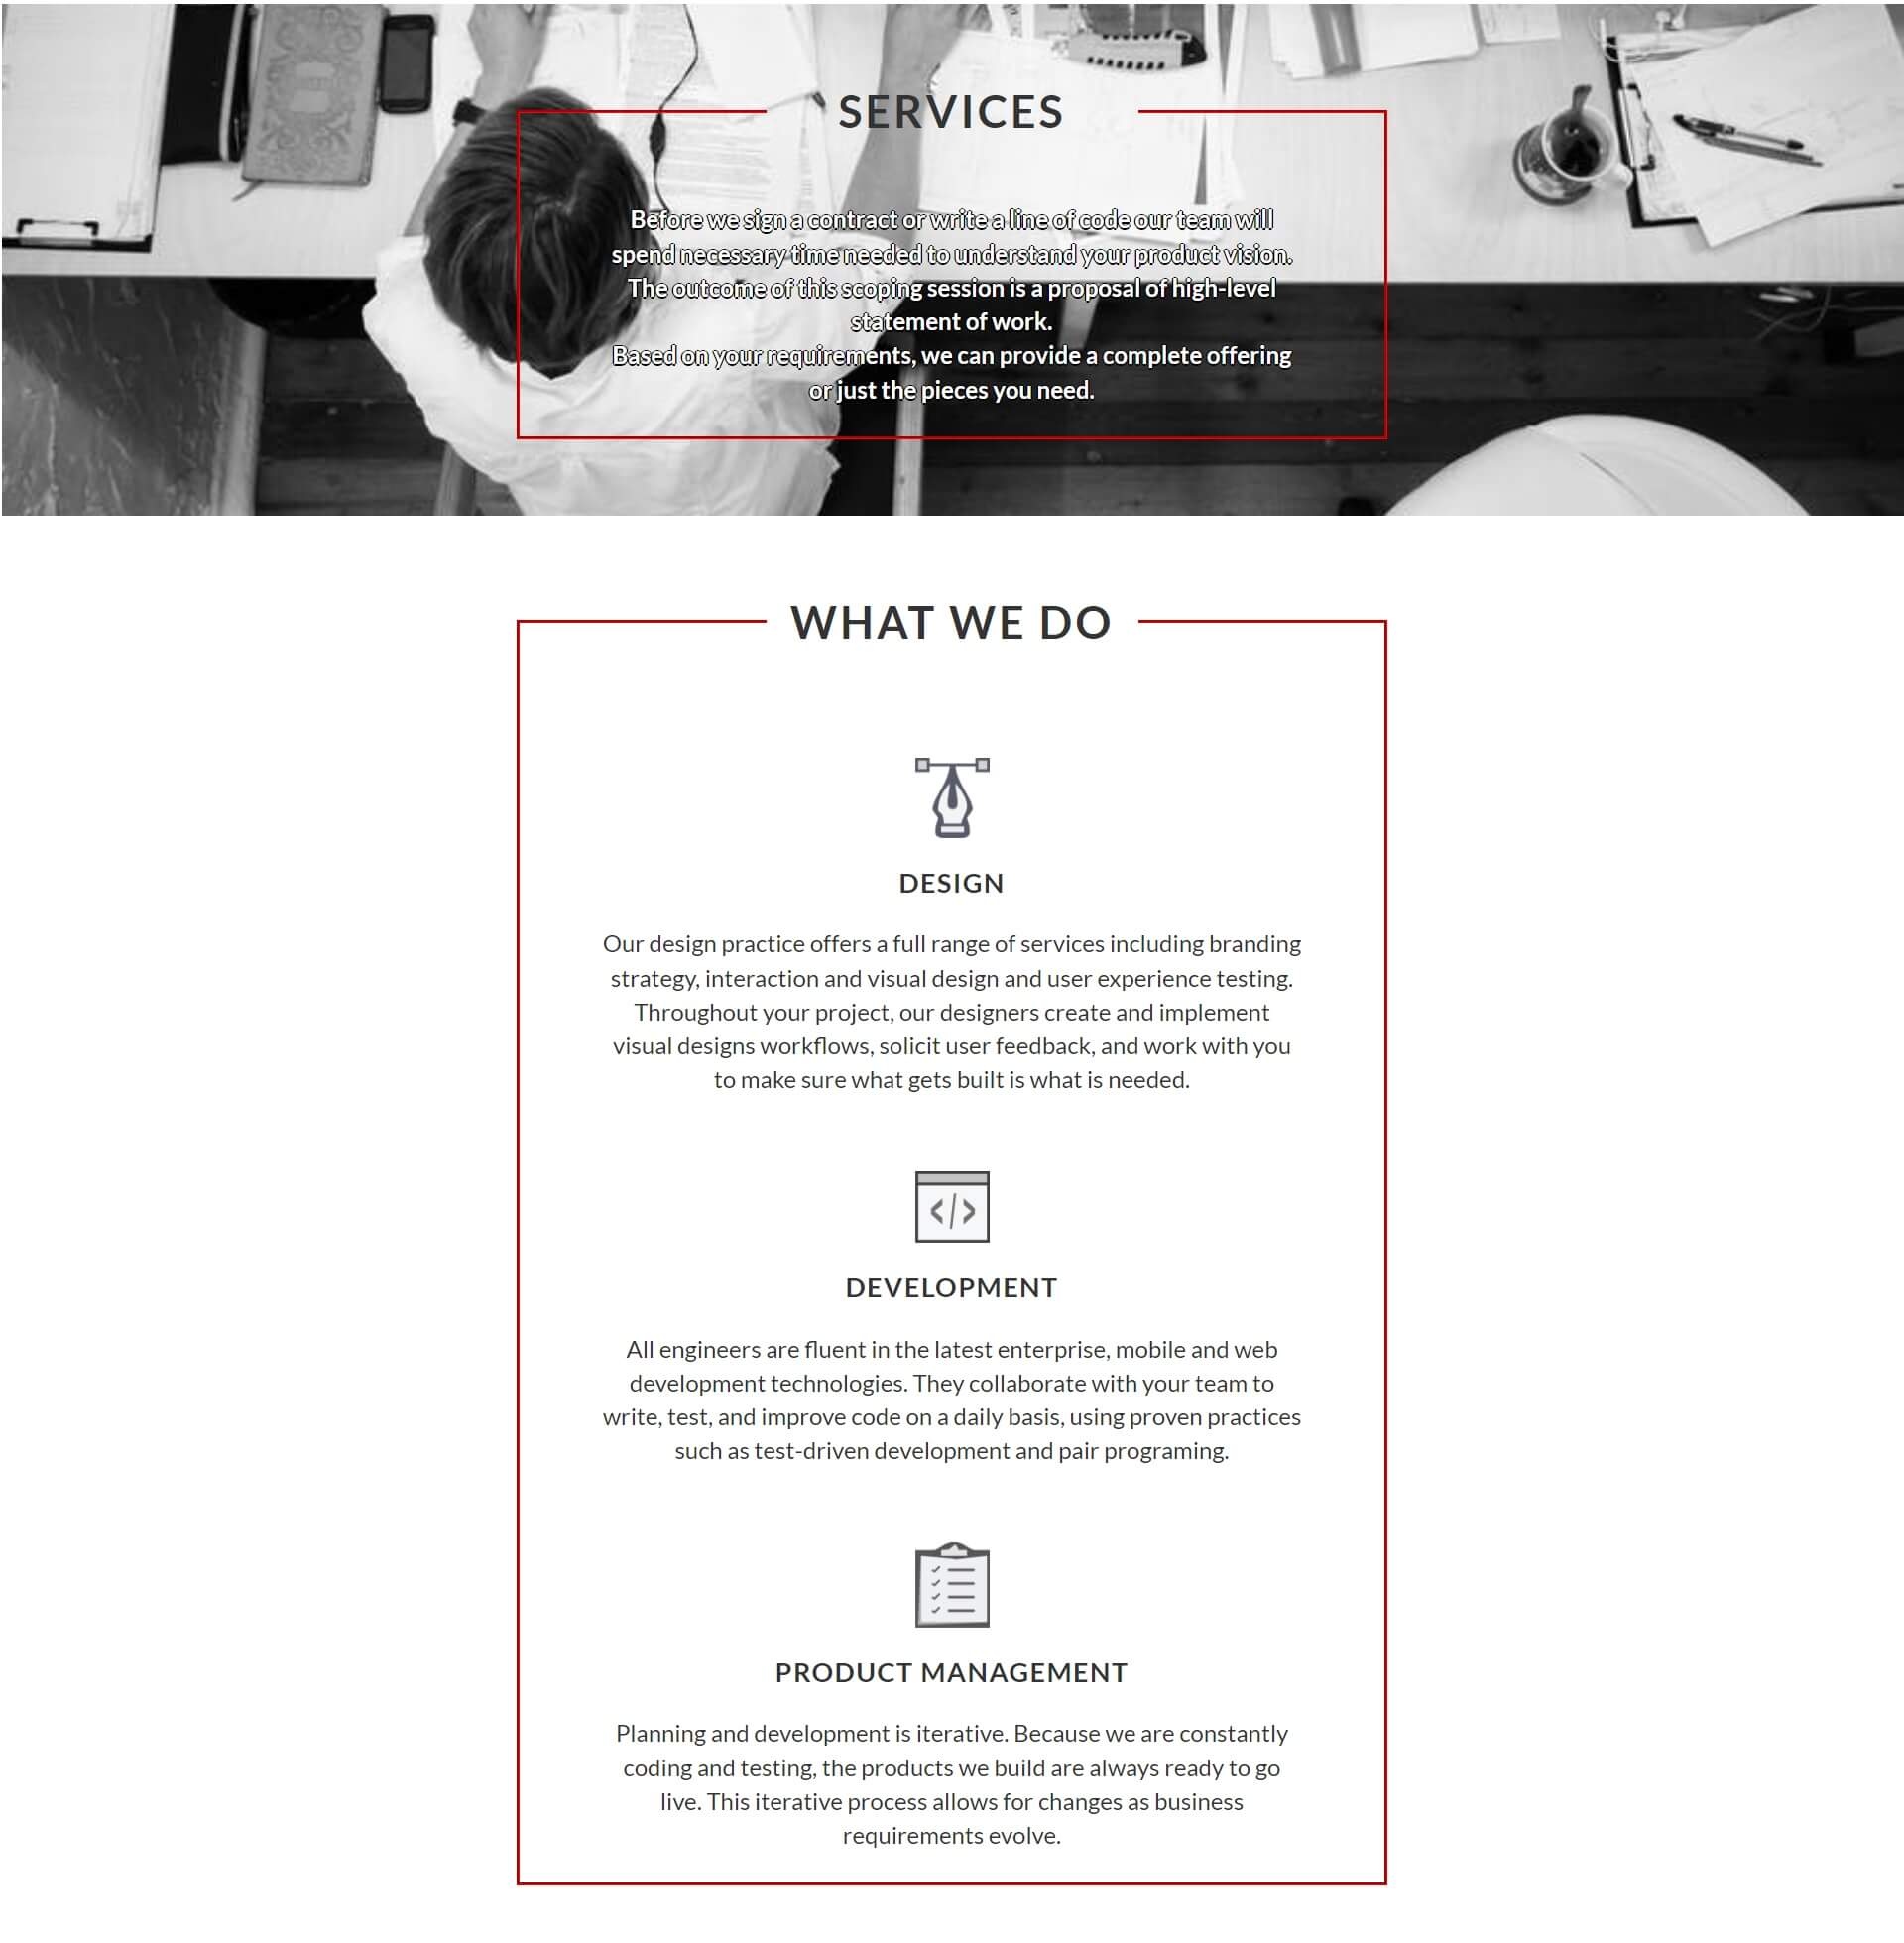 SERVICES
Before we sign a contract or write a line of code our team will
spend necessary time needed to understand your product vision.
The outcome of this scoping session is a proposal of high-level
statement of work.
Based on your requirements, we can provide a complete offering
or just the pieces you need.
WHAT WE DO
DESIGN
Our design practice offers a full range of services including branding
strategy, interaction and visual design and user experience testing.
Throughout your project, our designers create and implement
visual designs workflows, solicit user feedback, and work with you
to make sure what gets built is what is needed.
</>
DEVELOPMENT
All engineers are fluent in the latest enterprise, mobile and web
development technologies. They collaborate with your team to
write, test, and improve code on a daily basis, using proven practices
such as test-driven development and pair programing.
PRODUCT MANAGEMENT
Planning and development is iterative. Because we are constantly
coding and testing, the products we build are always ready to go
live. This iterative process allows for changes as business
requirements evolve.